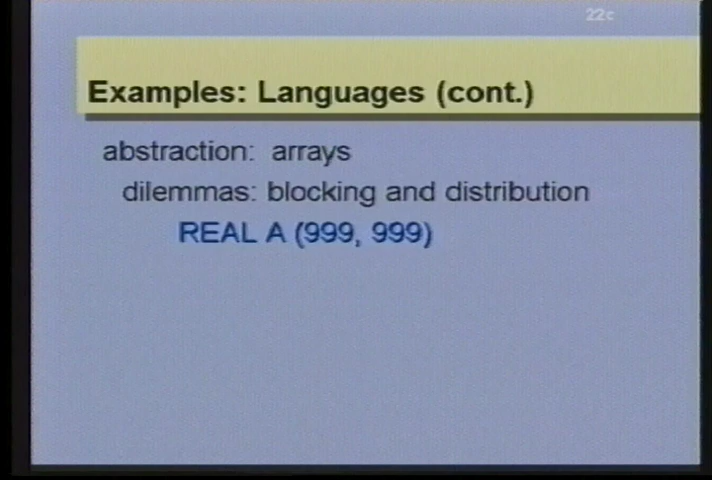 22c
Examples: Languages (cont.)
abstraction: arrays
dilemmas: blocking and distribution
REAL A (999, 999)